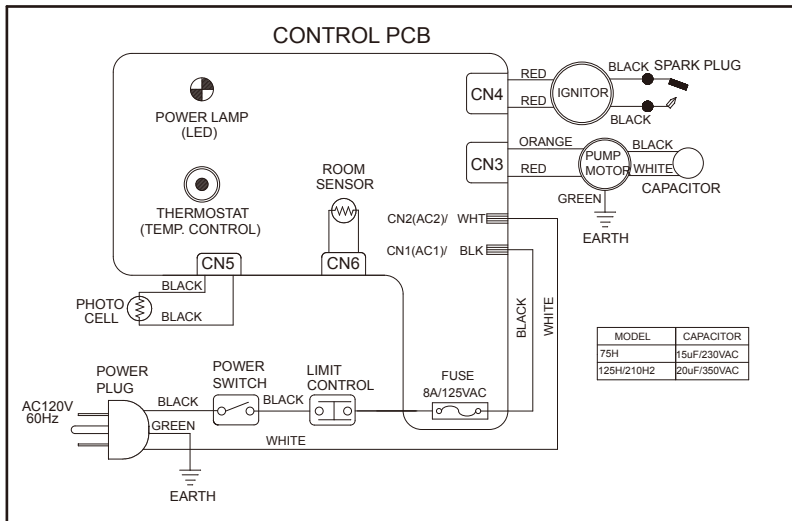 CONTROL PCB
POWER LAMP
(LED)
THERMOSTAT
(TEMP. CONTROL)
ROOM
SENSOR
CN4
RED
RED
IGNITOR
BLACK
SPARK PLUG
BLACK
CN3
ORANGE
RED
PUMP
MOTOR
BLACK
WHITE
CAPACITOR
GREEN
EARTH
CN2(AC2)/ WHT
CN1(AC1)/ BLK
CN5
CN6
BLACK
BLACK
PHOTO
CELL
BLACK
WHITE
MODEL CAPACITOR
75H 15uF/230VAC
125H/210H2 20uF/350VAC
POWER
PLUG
AC120V
60Hz
BLACK
POWER
SWITCH
BLACK
LIMIT
CONTROL
FUSE
8A/125VAC
GREEN
WHITE
EARTH